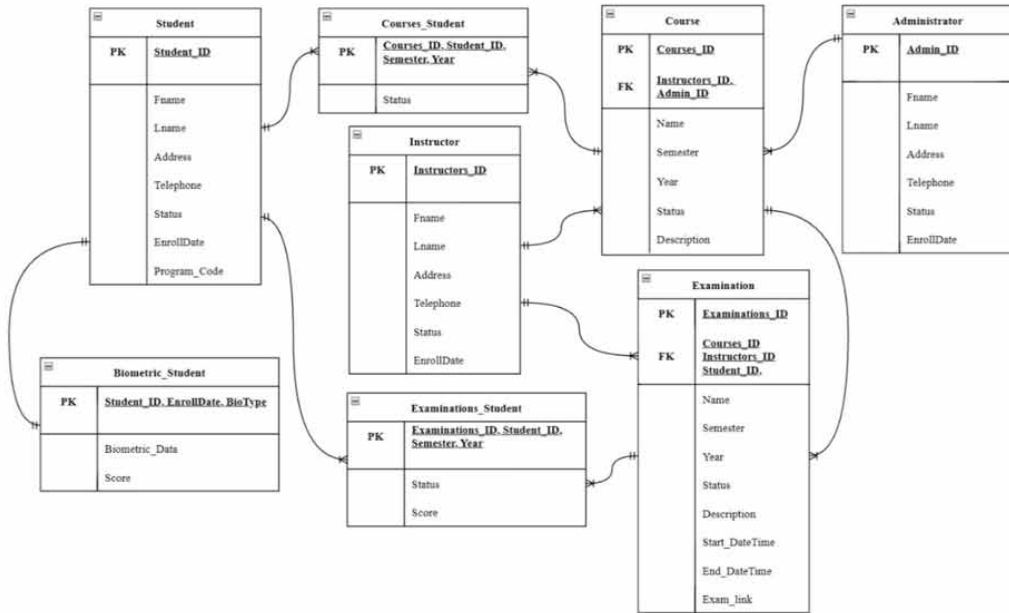 Student
PK Student_ID
Fname
Lname
Address
Telephone
Status
EnrollDate
Program_Code
Courses_Student
PK Courses_ID, Student_ID,
Semester, Year
Status
Course
PK Courses_ID
FK Instructors_ID,
Admin_ID
Name
Semester
Year
Status
Description
Administrator
PK Admin_ID
Fname
Lname
Address
Telephone
Status
EnrollDate
Instructor
PK Instructors_ID
Fname
Lname
Address
Telephone
Status
EnrollDate
Examination
PK Examinations_ID
Courses_ID
FK Instructors_ID
Student_ID,
Name
Semester
Year
Status
Description
Start_DateTime
End_DateTime
Exam_link
Biometric_Student
PK Student_ID, EnrollDate, BioType
Biometric_Data
Score
Examinations_Student
PK Examinations_ID, Student_ID,
Semester, Year
Status
Score